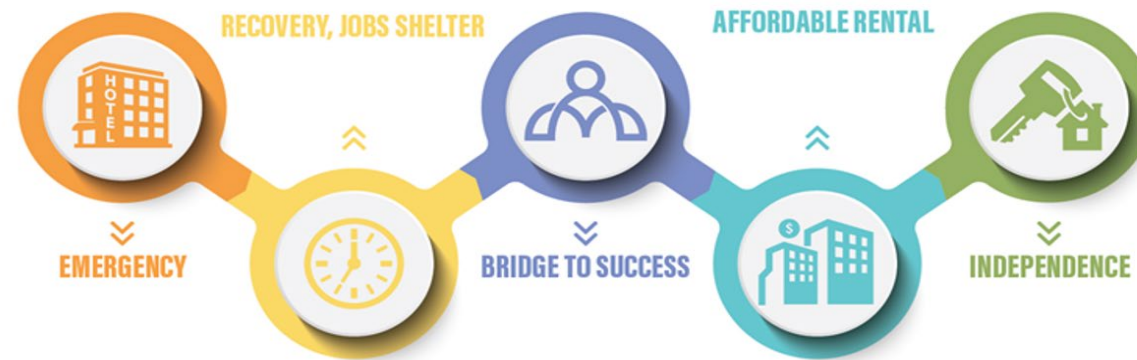 RECOVERY, JOBS SHELTER
AFFORDABLE RENTAL
HOTEL
$
EMERGENCY
BRIDGE TO SUCCESS
INDEPENDENCE